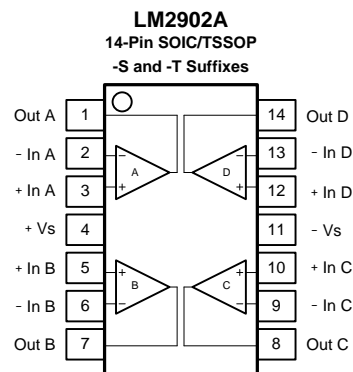 LM2902A
14-Pin SOIC/TSSOP
-S and -T Suffixes
Out A 1 14 Out D
- In A 2 - - 13 - In D
A D
+ In A 3 + + 12 + In D
+ Vs 4 11 - Vs
+ In B 5 + + 10 + In C
B C
- In B 6 - - 9 - In C
Out B 7 8 Out C